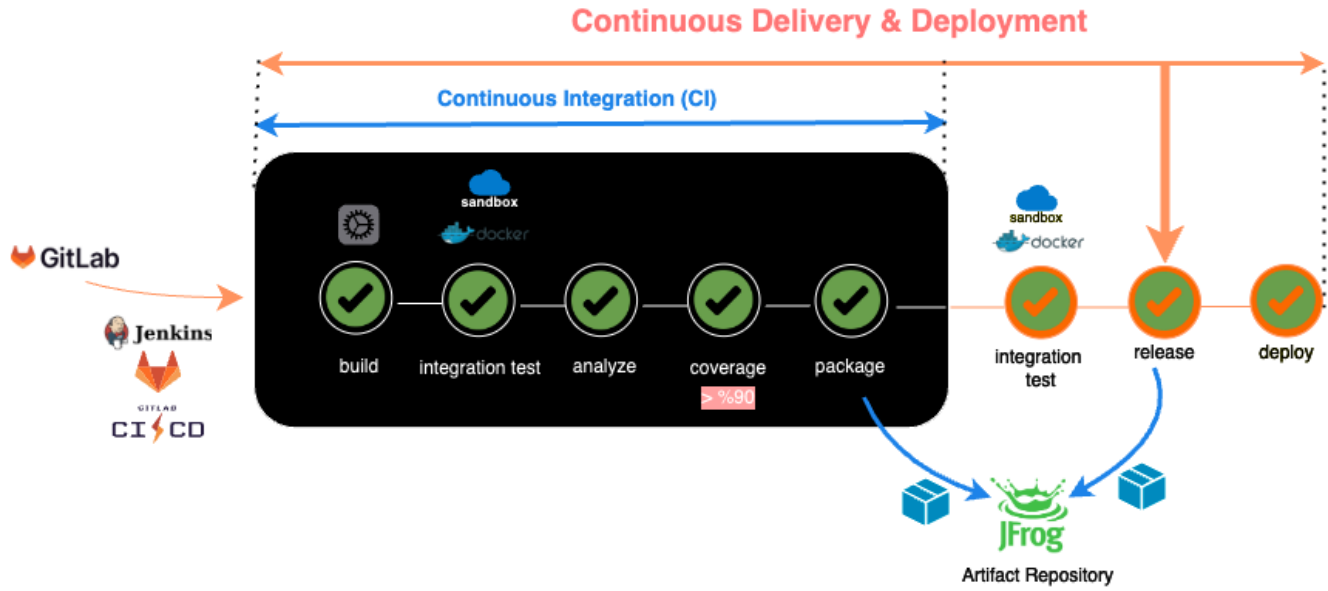 Continuous Delivery & Deployment
Continuous Integration (CI)
sandbox
docker
sandbox
docker
GitLab
Jenkins
GITLAB
CI CD
build
integration test
analyze
coverage
> %90
package
integration
test
release
deploy
JFrog
Artifact Repository